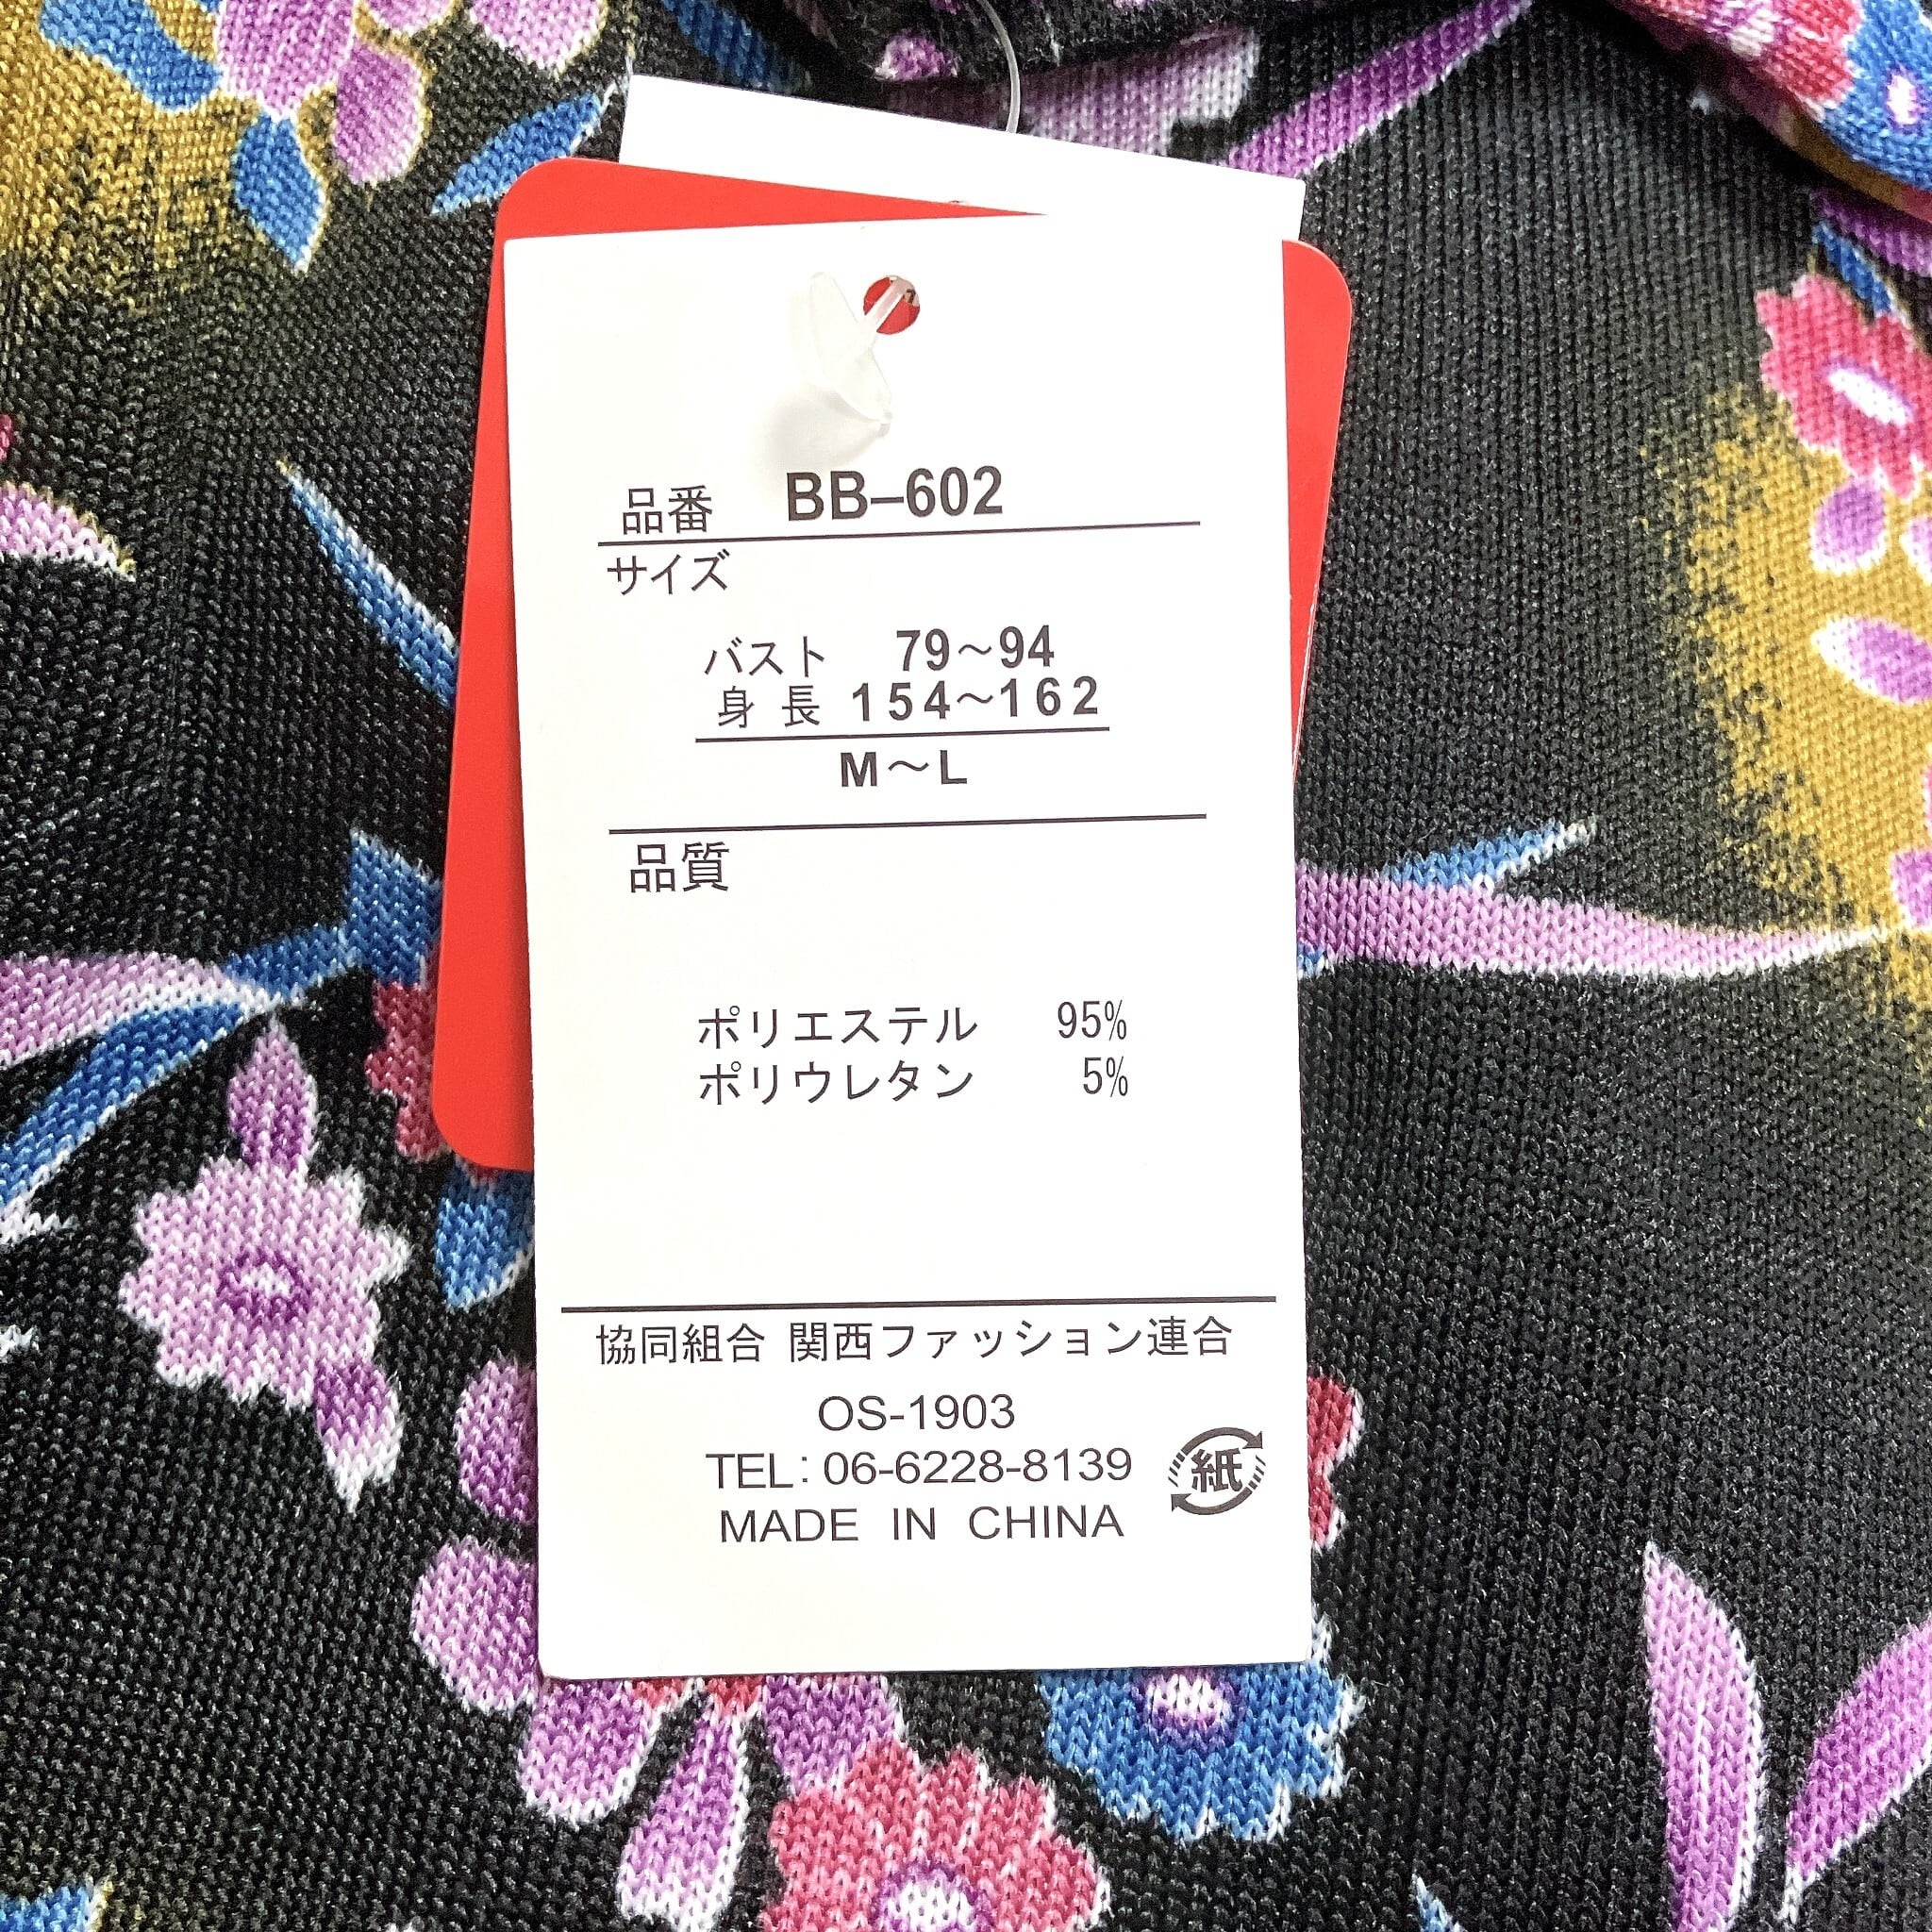 品番 BB–602
サイズ
バスト 79～94
身長 154～162
M～L
品質
ポリエステル 95%
ポリウレタン 5%
協同組合 関西ファッション連合
OS-1903
TEL:06-6228-8139
MADE IN CHINA
紙